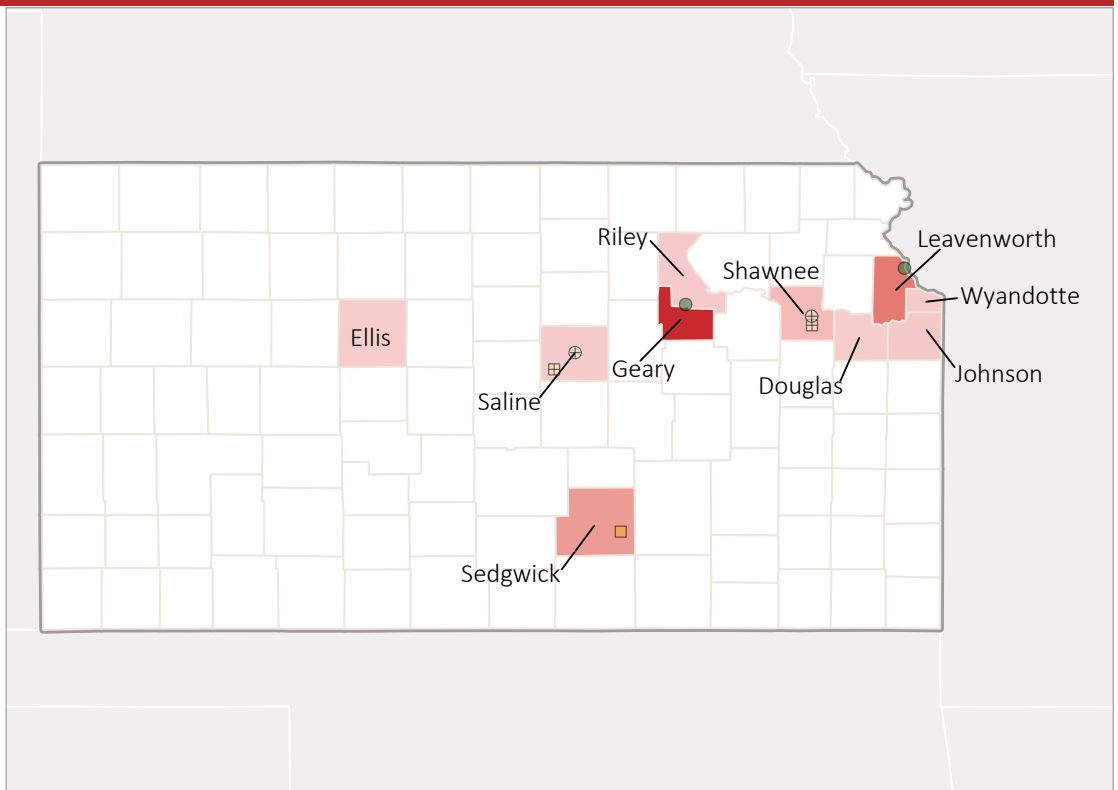 Riley
Leavenworth
Shawnee
Wyandotte
Ellis
Geary
Johnson
Douglas
Saline
Sedgwick